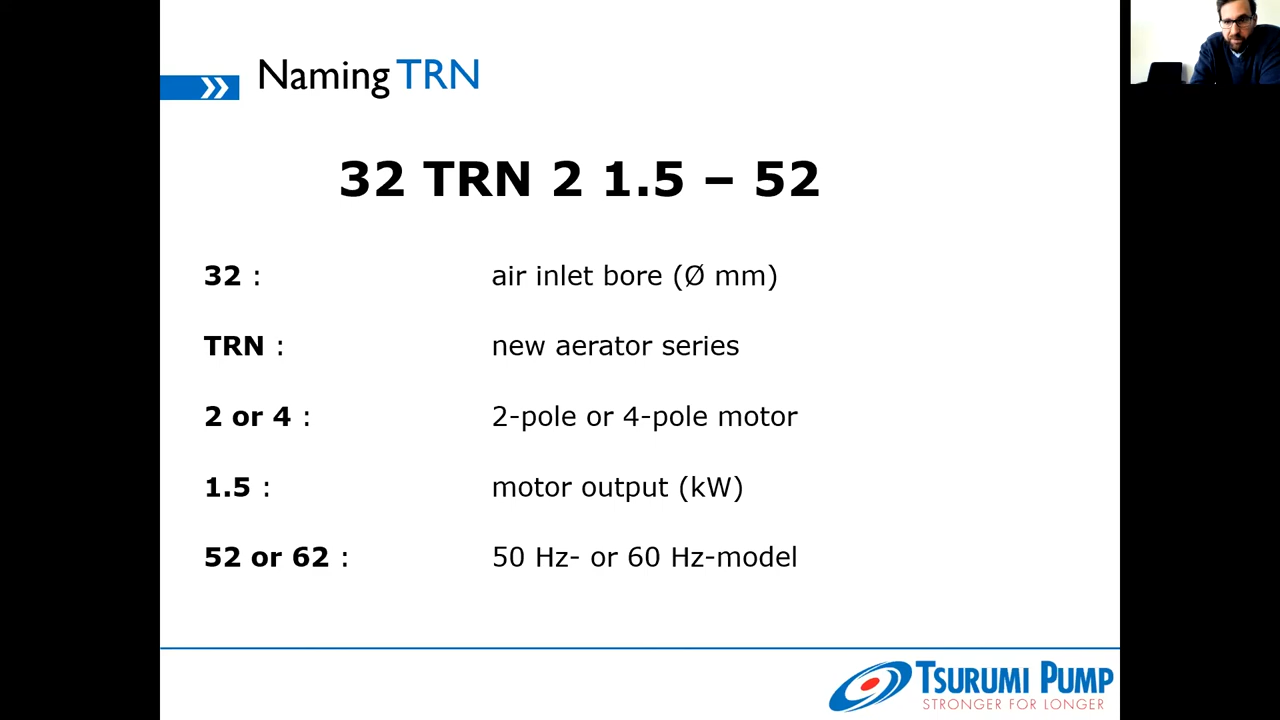 Naming TRN
32 TRN 2 1.5 – 52
32 : air inlet bore (Ø mm)
TRN : new aerator series
2 or 4 : 2-pole or 4-pole motor
1.5 : motor output (kW)
52 or 62 : 50 Hz- or 60 Hz-model
TSURUMI PUMP
STRONGER FOR LONGER